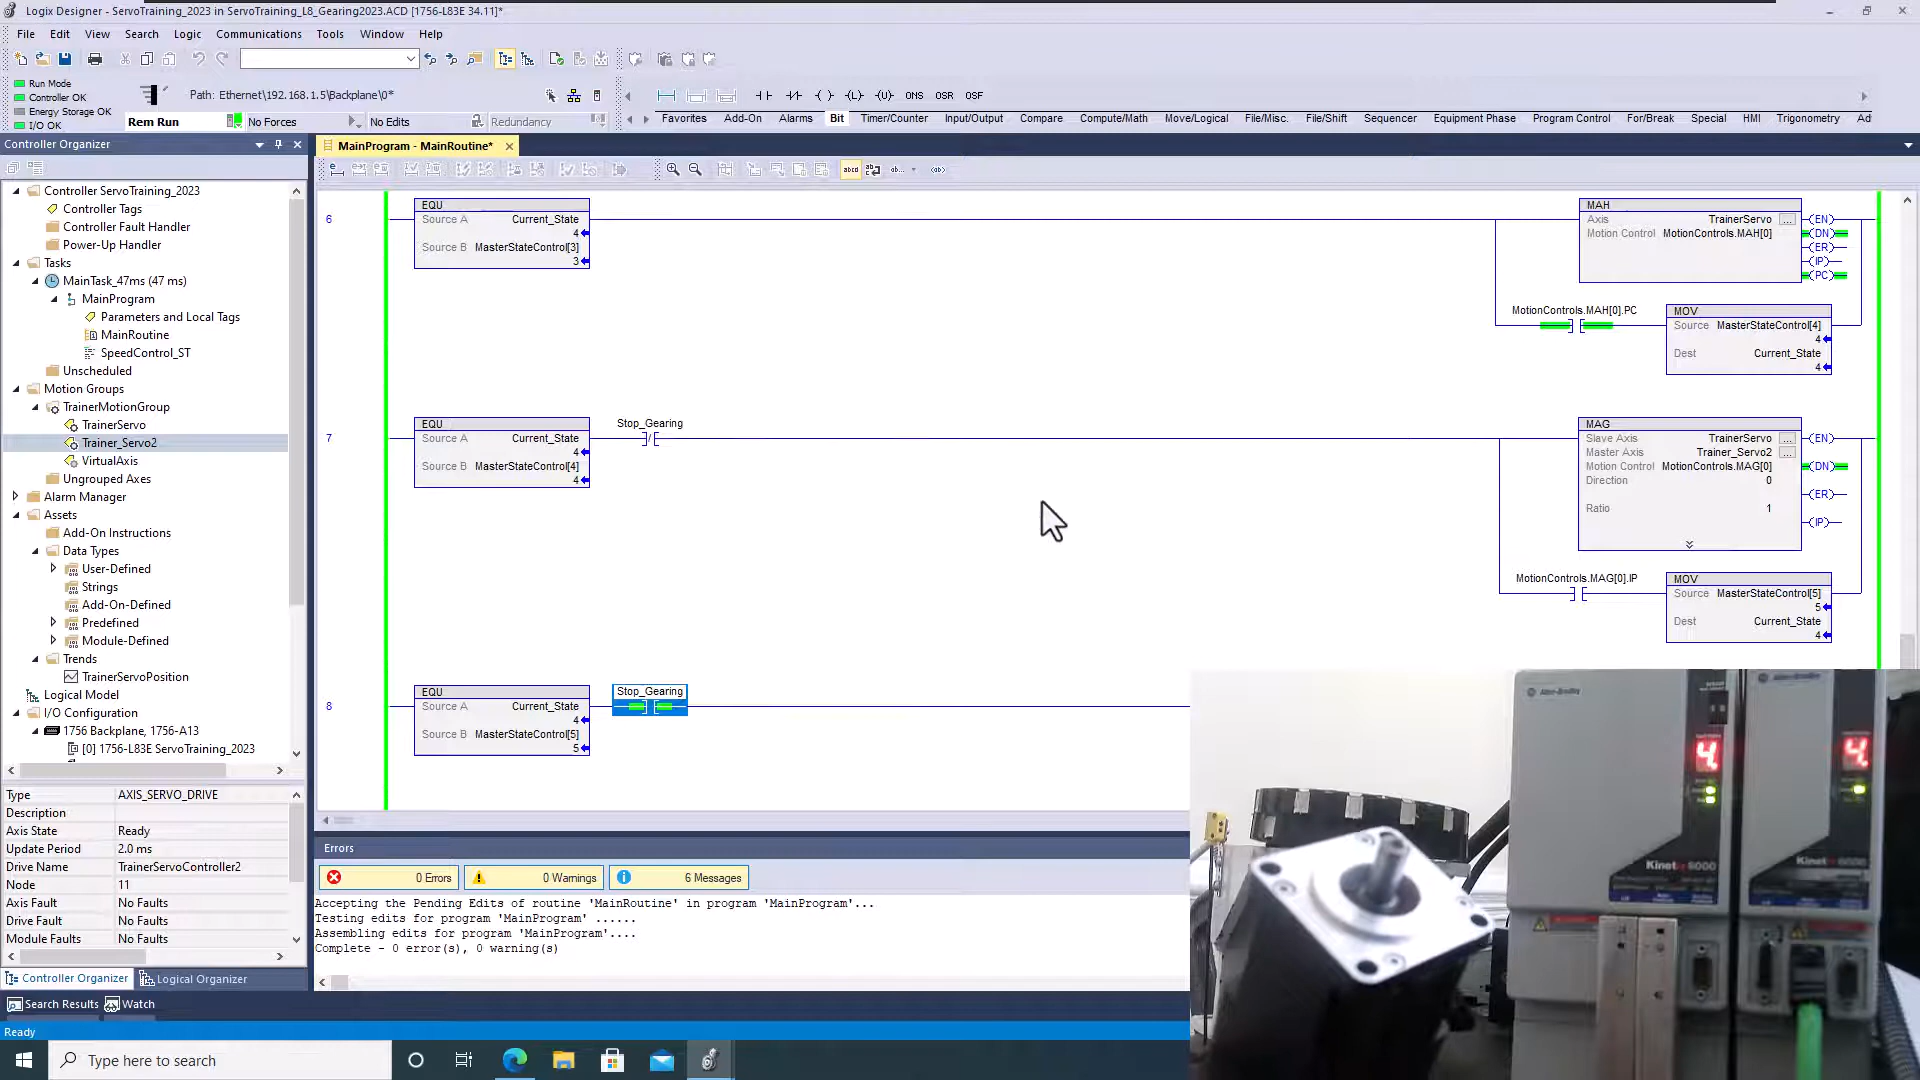 Logix Designer - ServoTraining_2023 in ServoTraining_L8_Gearing2023.ACD [1756-L83E 34.11]*
File Edit View Search Logic Communications Tools Window Help
Run Mode
Controller OK
Energy Storage OK
I/O OK
Path: Ethernet\192.168.1.5\Backplane\0*
Rem Run No Forces No Edits Redundancy
ONS OSR OSF
Favorites Add-On Alarms Bit Timer/Counter Input/Output Compare Compute/Math Move/Logical File/Misc. File/Shift Sequencer Equipment Phase Program Control For/Break Special HMI Trigonometry Ad
Controller Organizer
MainProgram - MainRoutine*
Controller ServoTraining_2023
Controller Tags
Controller Fault Handler
Power-Up Handler
Tasks
MainTask_47ms (47 ms)
MainProgram
Parameters and Local Tags
MainRoutine
SpeedControl_ST
Unscheduled
Motion Groups
TrainerMotionGroup
TrainerServo
Trainer_Servo2
VirtualAxis
Ungrouped Axes
Alarm Manager
Assets
Add-On Instructions
Data Types
User-Defined
Strings
Add-On-Defined
Predefined
Module-Defined
Trends
TrainerServoPosition
Logical Model
I/O Configuration
1756 Backplane, 1756-A13
[0] 1756-L83E ServoTraining_2023
Type AXIS_SERVO_DRIVE
Description
Axis State Ready
Update Period 2.0 ms
Drive Name TrainerServoController2
Node 11
Axis Fault No Faults
Drive Fault No Faults
Module Faults No Faults
Controller Organizer Logical Organizer
Search Results Watch
Ready
6
EQU
Source A Current_State
4
Source B MasterStateControl[3]
3
MAH
Axis TrainerServo ...
Motion Control MotionControls.MAH[0]
EN
DN
ER
IP
PC
MotionControls.MAH[0].PC
MOV
Source MasterStateControl[4]
4
Dest Current_State
4
7
EQU
Source A Current_State
4
Source B MasterStateControl[4]
4
Stop_Gearing
MAG
Slave Axis TrainerServo ...
Master Axis Trainer_Servo2 ...
Motion Control MotionControls.MAG[0]
Direction 0
Ratio 1
EN
DN
ER
IP
MotionControls.MAG[0].IP
MOV
Source MasterStateControl[5]
5
Dest Current_State
4
8
EQU
Source A Current_State
4
Source B MasterStateControl[5]
5
Stop_Gearing
Errors
0 Errors 0 Warnings 6 Messages
Accepting the Pending Edits of routine 'MainRoutine' in program 'MainProgram'...
Testing edits for program 'MainProgram' ......
Assembling edits for program 'MainProgram'....
Complete - 0 error(s), 0 warning(s)
Allen-Bradley
4.
4.
Kinetix 6000
Kinetix 6000
Type here to search